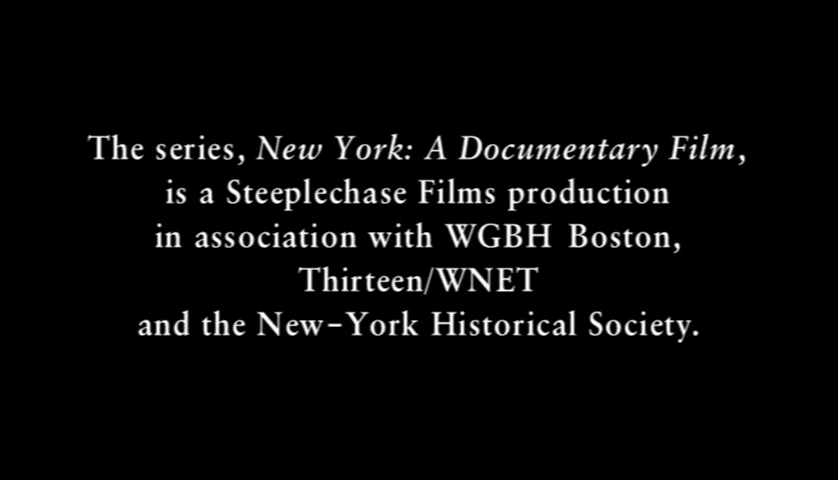 The series, New York: A Documentary Film,
is a Steeplechase Films production
in association with WGBH Boston,
Thirteen/WNET
and the New-York Historical Society.